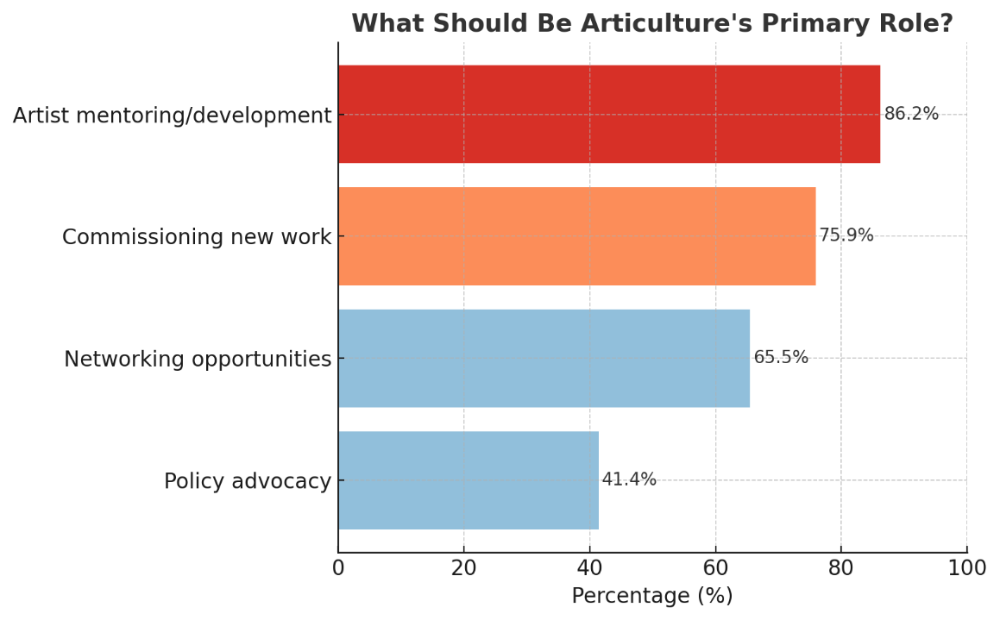 What Should Be Articulture's Primary Role?
Artist mentoring/development
86.2%
Commissioning new work
75.9%
Networking opportunities
65.5%
Policy advocacy
41.4%
0 20 40 60 80 100
Percentage (%)